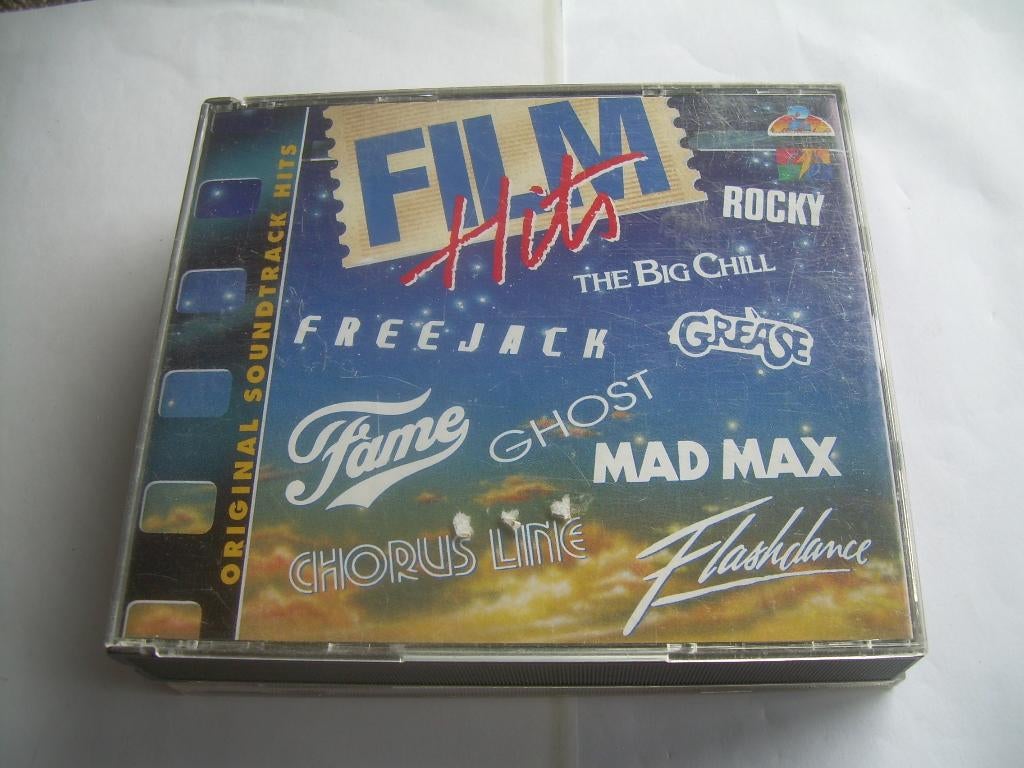 FILM
Hits
ROCKY
THE BIG CHILL
FREEJACK
GREASE
Fame
GHOST
MAD MAX
CHORUS LINE
Flashdance
ORIGINAL SOUNDTRACK HITS